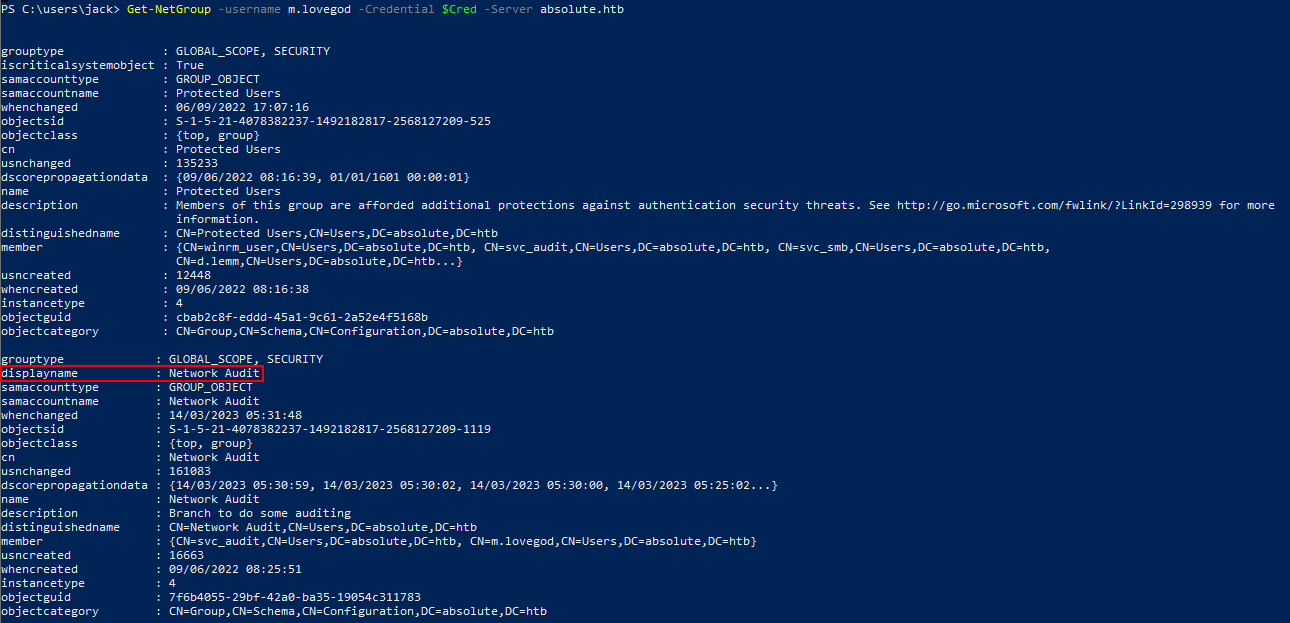 PS C:\users\jack> Get-NetGroup -username m.lovegod -Credential $Cred -Server absolute.htb
grouptype              : GLOBAL_SCOPE, SECURITY
iscriticalsystemobject : True
samaccounttype         : GROUP_OBJECT
samaccountname         : Protected Users
whenchanged            : 06/09/2022 17:07:16
objectsid              : S-1-5-21-4078382237-1492182817-2568127209-525
objectclass            : {top, group}
cn                     : Protected Users
usnchanged             : 135233
dscorepropagationdata  : {09/06/2022 08:16:39, 01/01/1601 00:00:01}
name                   : Protected Users
description            : Members of this group are afforded additional protections against authentication security threats. See http://go.microsoft.com/fwlink/?LinkId=298939 for more
                         information.
distinguishedname      : CN=Protected Users,CN=Users,DC=absolute,DC=htb
member                 : {CN=winrm_user,CN=Users,DC=absolute,DC=htb, CN=svc_audit,CN=Users,DC=absolute,DC=htb, CN=svc_smb,CN=Users,DC=absolute,DC=htb,
                         CN=d.lemm,CN=Users,DC=absolute,DC=htb...}
usncreated             : 12448
whencreated            : 09/06/2022 08:16:38
instancetype           : 4
objectguid             : cbab2c8f-eddd-45a1-9c61-2a52e4f5168b
objectcategory         : CN=Group,CN=Schema,CN=Configuration,DC=absolute,DC=htb
grouptype             : GLOBAL_SCOPE, SECURITY
displayname           : Network Audit
samaccounttype        : GROUP_OBJECT
samaccountname        : Network Audit
whenchanged           : 14/03/2023 05:31:48
objectsid             : S-1-5-21-4078382237-1492182817-2568127209-1119
objectclass           : {top, group}
cn                    : Network Audit
usnchanged            : 161083
dscorepropagationdata : {14/03/2023 05:30:59, 14/03/2023 05:30:02, 14/03/2023 05:30:00, 14/03/2023 05:25:02...}
name                  : Network Audit
description           : Branch to do some auditing
distinguishedname     : CN=Network Audit,CN=Users,DC=absolute,DC=htb
member                : {CN=svc_audit,CN=Users,DC=absolute,DC=htb, CN=m.lovegod,CN=Users,DC=absolute,DC=htb}
usncreated            : 16663
whencreated           : 09/06/2022 08:25:51
instancetype          : 4
objectguid            : 7f6b4055-29bf-42a0-ba35-19054c311783
objectcategory        : CN=Group,CN=Schema,CN=Configuration,DC=absolute,DC=htb